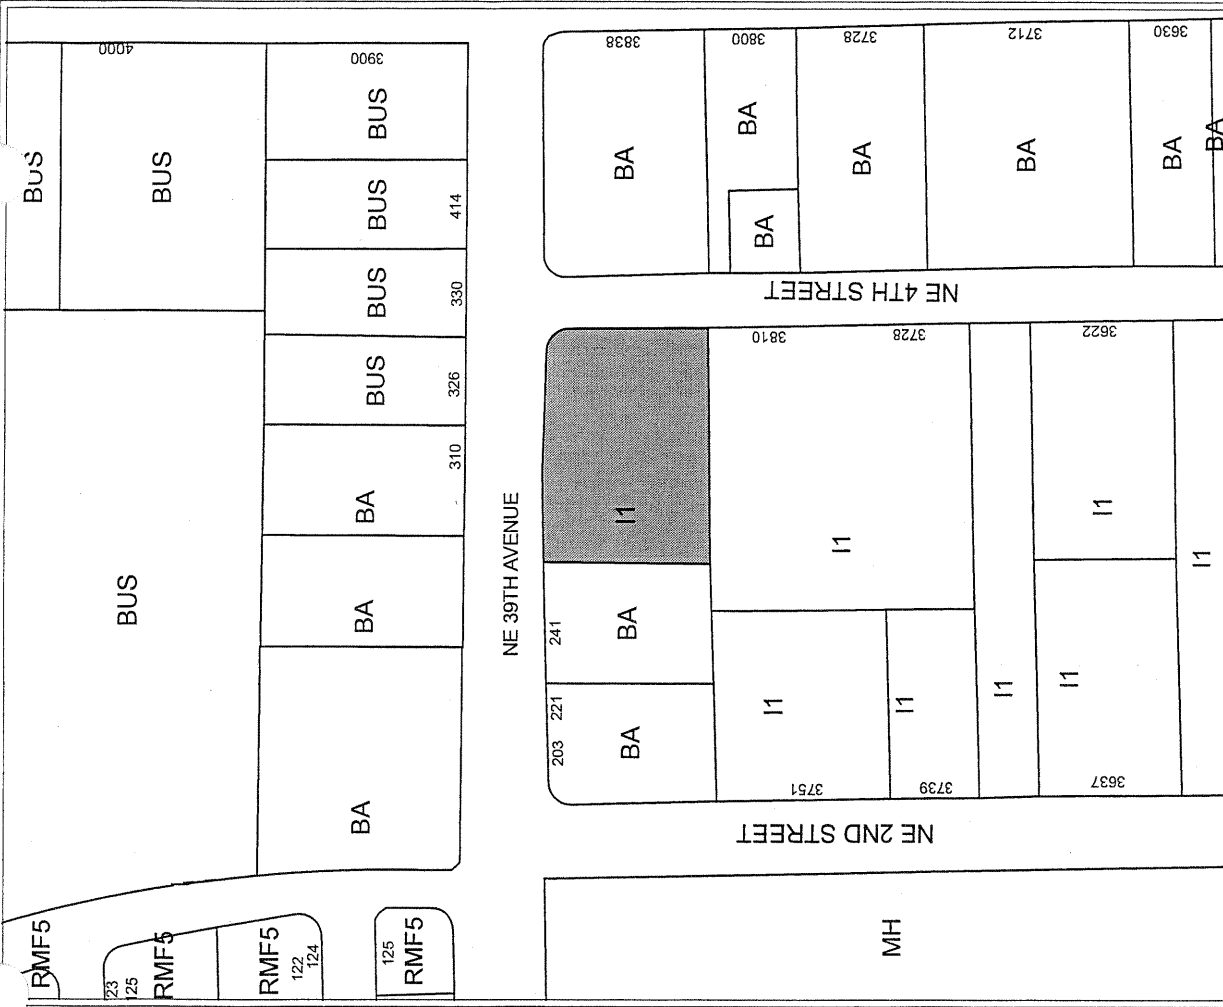 4000
3900
BUS
BUS
BUS
BUS
414
BUS
330
BUS
326
310
BA
BUS
BA
BA
NE 39TH AVENUE
3838
3800
3728
3712
3630
BA
BA
BA
BA
BA
BA
BA
NE 4TH STREET
3810
3728
3622
I1
I1
I1
I1
241
BA
221
203
BA
I1
I1
I1
I1
3751
3739
3637
NE 2ND STREET
RMF5
23
125
RMF5
RMF5
122
124
125
RMF5
MH